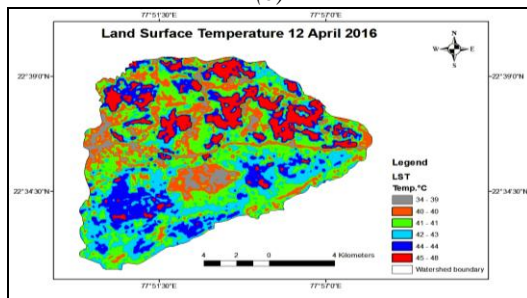 77°51'30"E 77°57'0"E
Land Surface Temperature 12 April 2016
N
W E
S
22°39'0"N 22°39'0"N
Legend
LST
Temp.°C
34 - 39
40 - 40
41 - 41
42 - 43
44 - 44
45 - 48
Watershed boundary
22°34'30"N 22°34'30"N
4 2 0 4 Kilometers
77°51'30"E 77°57'0"E